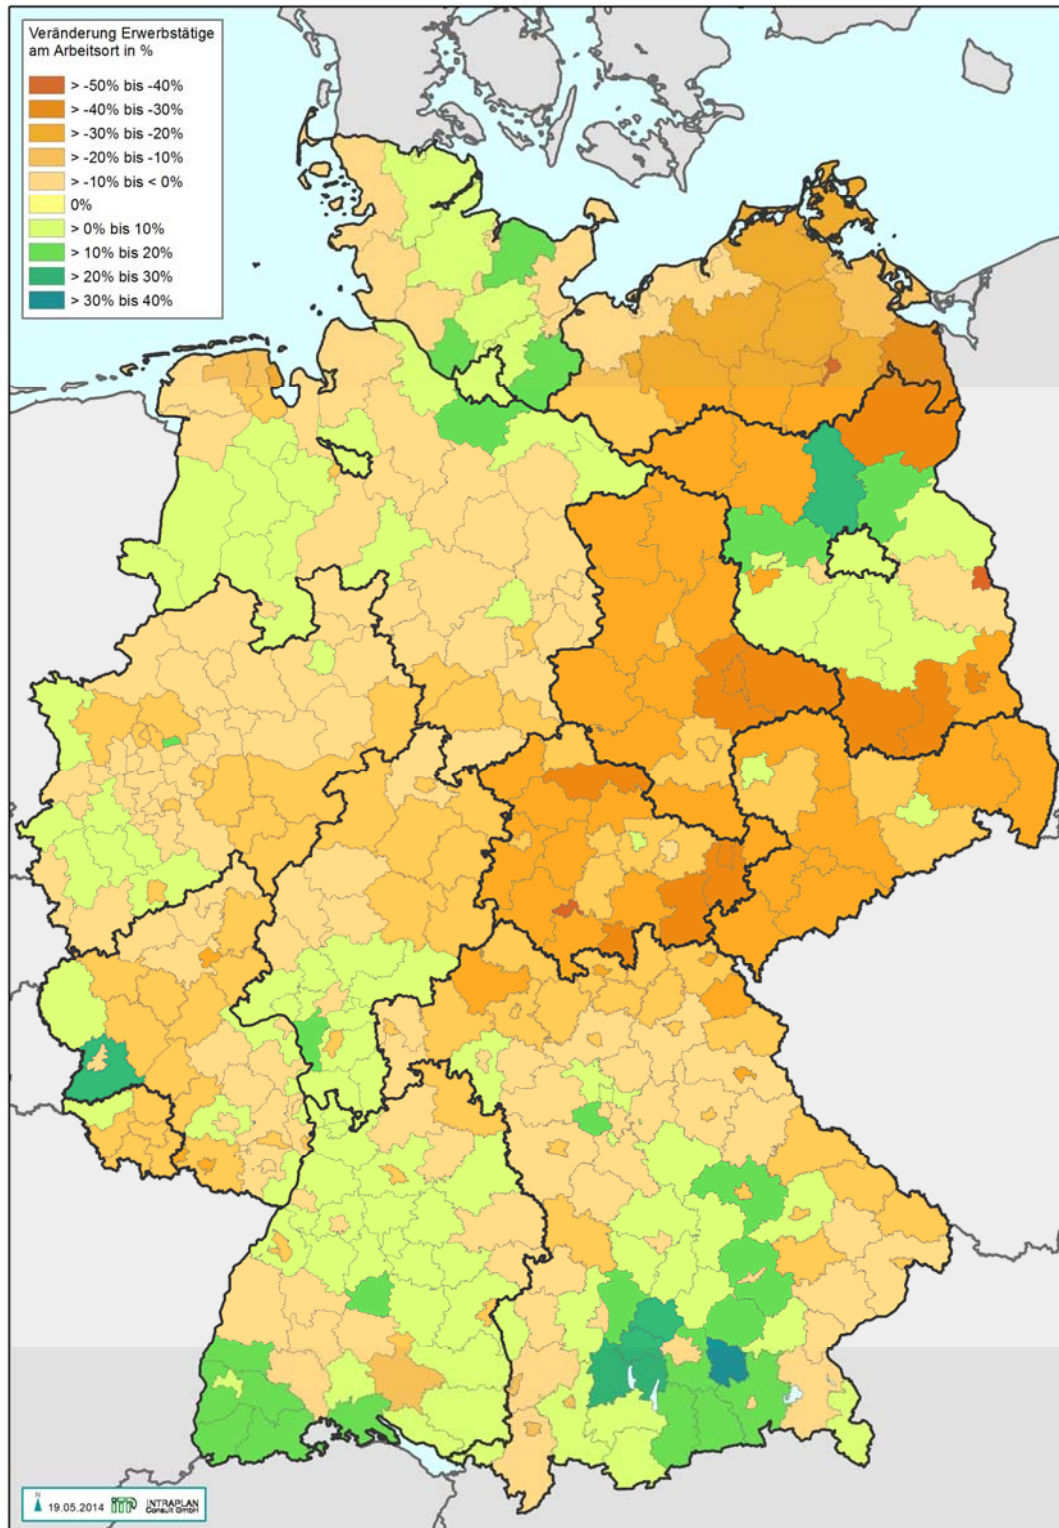 Veränderung Erwerbstätige
am Arbeitsort in %
> -50% bis -40%
> -40% bis -30%
> -30% bis -20%
> -20% bis -10%
> -10% bis < 0%
0%
> 0% bis 10%
> 10% bis 20%
> 20% bis 30%
> 30% bis 40%
N
19.05.2014 itp INTRAPLAN
Consult GmbH